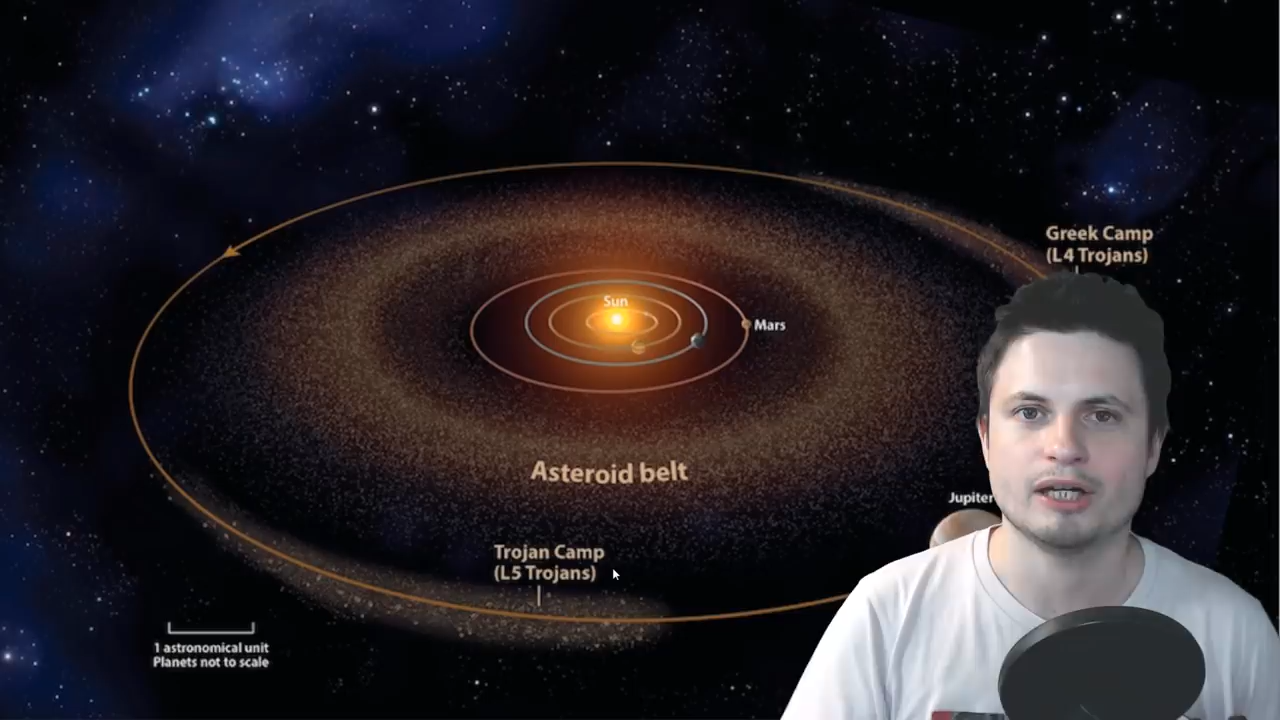 Greek Camp
(L4 Trojans)
Sun
Mars
Asteroid belt
Jupiter
Trojan Camp
(L5 Trojans)
1 astronomical unit
Planets not to scale